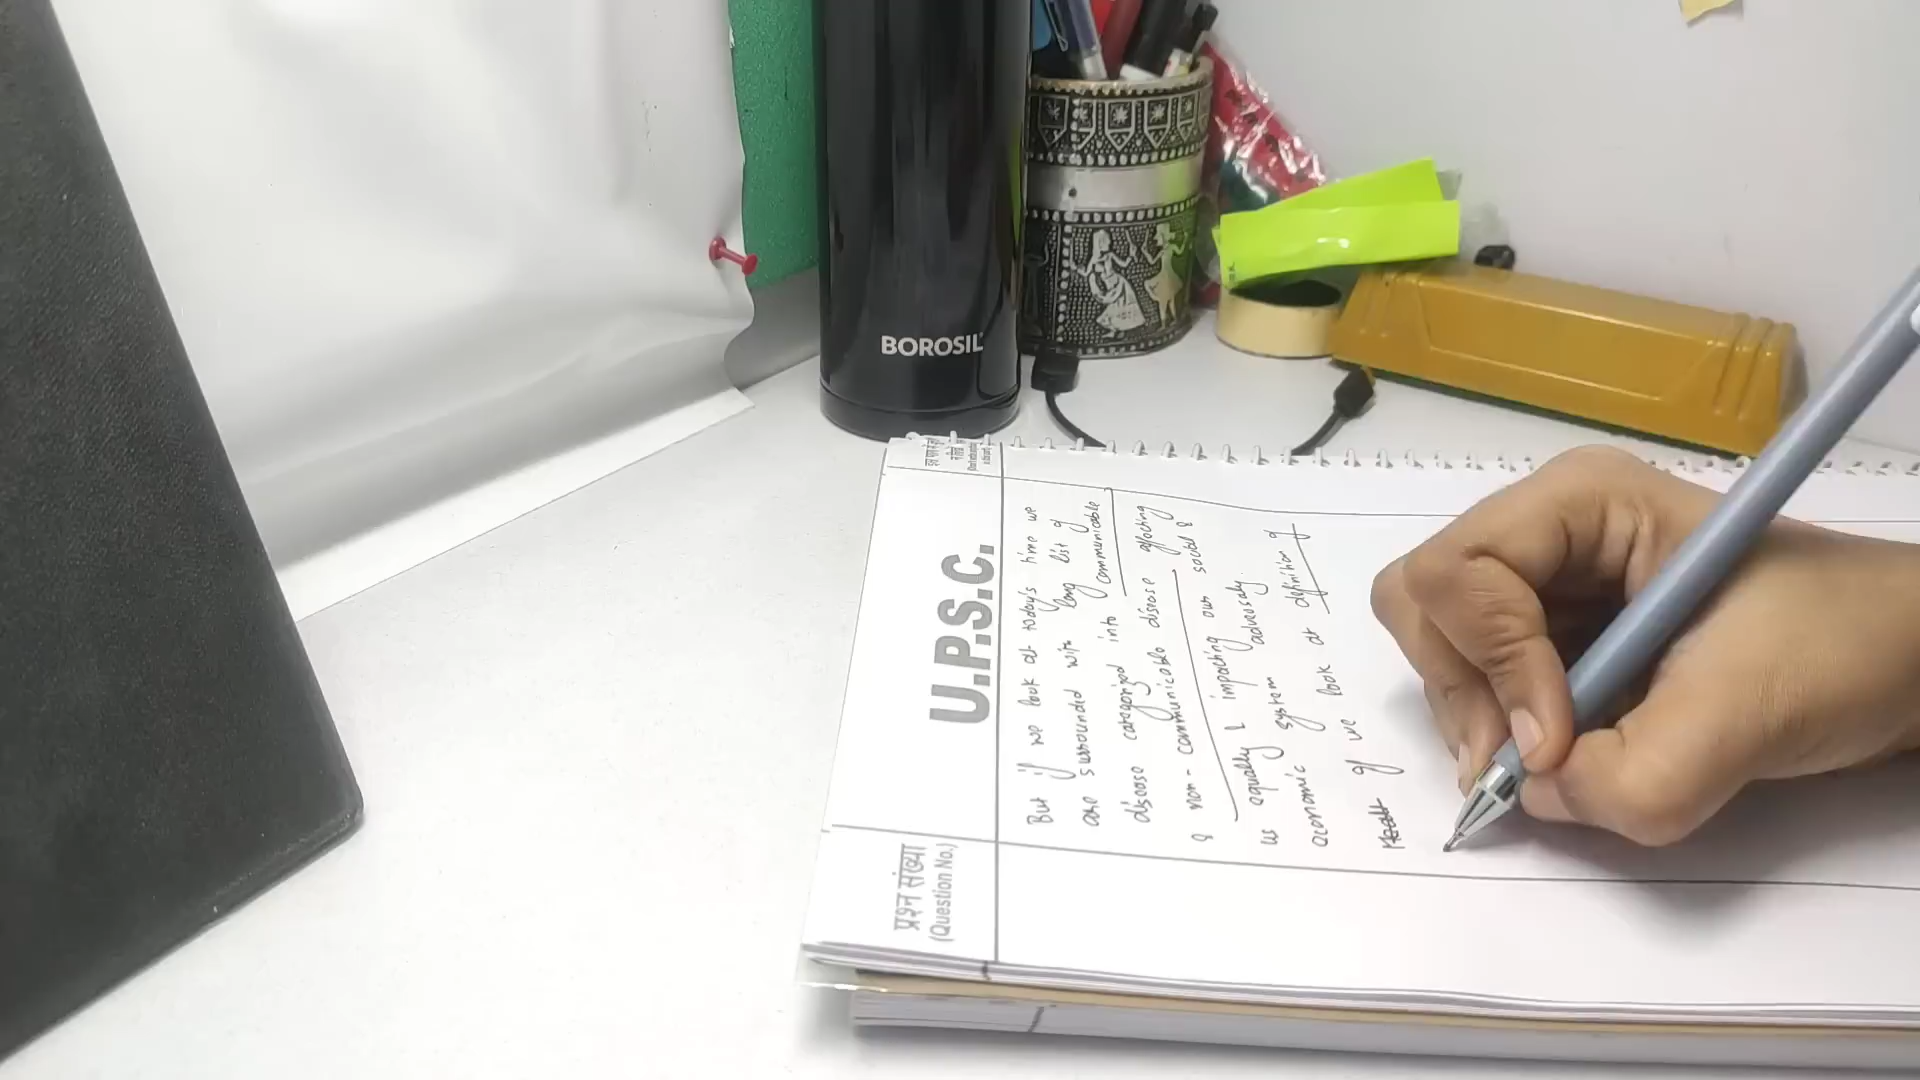 BOROSIL
U.P.S.C.
प्रश्न संख्या
(Question No.)
But if we look at today's time we
are surrounded with long list of
disease categorized into communicable
& non-communicable disease affecting
us equally & impacting our social &
economic system adversaly.
if we look at definition of